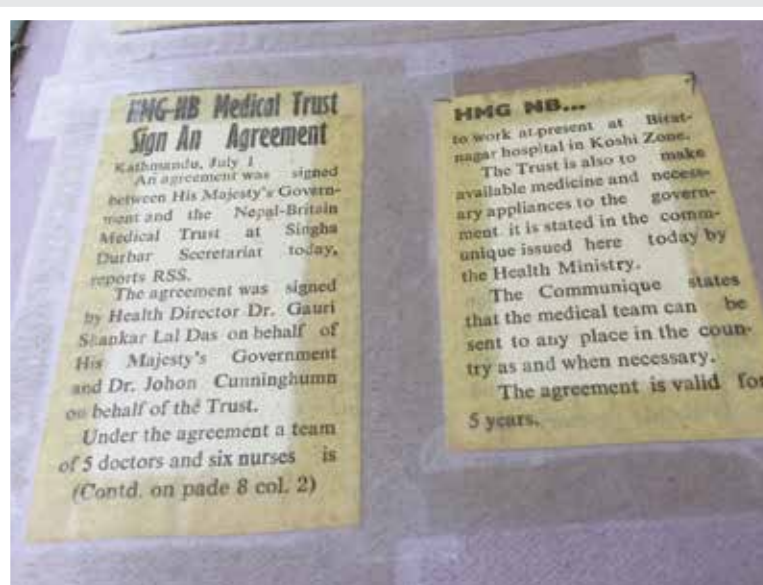 HMG-NB Medical Trust
Sign An Agreement
Kathmandu, July 1
An agreement was signed
between His Majesty's Govern-
ment and the Nepal-Britain
Medical Trust at Singha
Durbar Secretariat today,
reports RSS.
The agreement was signed
by Health Director Dr. Gauri
Shankar Lal Das on behalf of
His Majesty's Government
and Dr. Johon Cunninghumn
on behalf of the Trust.
Under the agreement a team
of 5 doctors and six nurses is
(Contd. on pade 8 col. 2)
HMG NB...
to work at present at Birat-
nagar hospital in Koshi Zone.
The Trust is also to make
available medicine and necess-
ary appliances to the govern-
ment it is stated in the comm-
unique issued here today by
the Health Ministry.
The Communique states
that the medical team can be
sent to any place in the coun-
try as and when necessary.
The agreement is valid for
5 years.